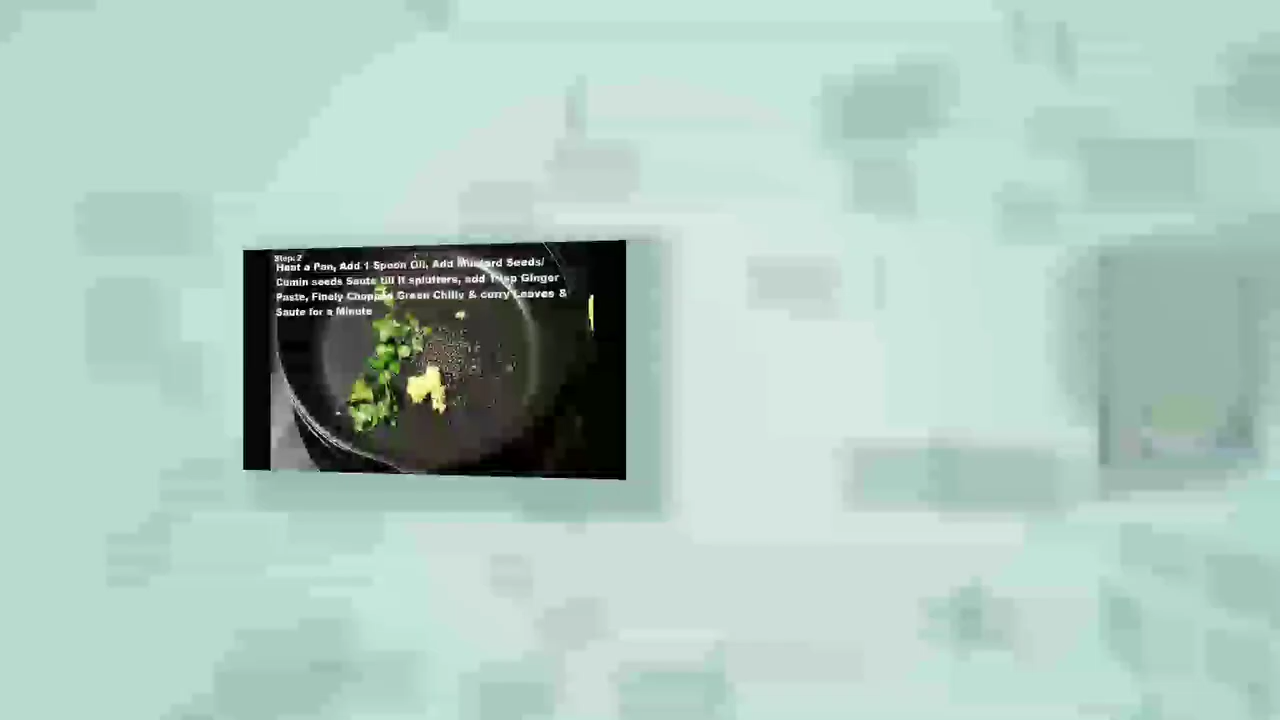 Step: 2
Heat a Pan, Add 1 Spoon Oil, Add Mustard Seeds/
Cumin seeds Saute till it splutters, add 1 tsp Ginger
Paste, Finely Chopped Green Chilly & curry Leaves &
Saute for a Minute